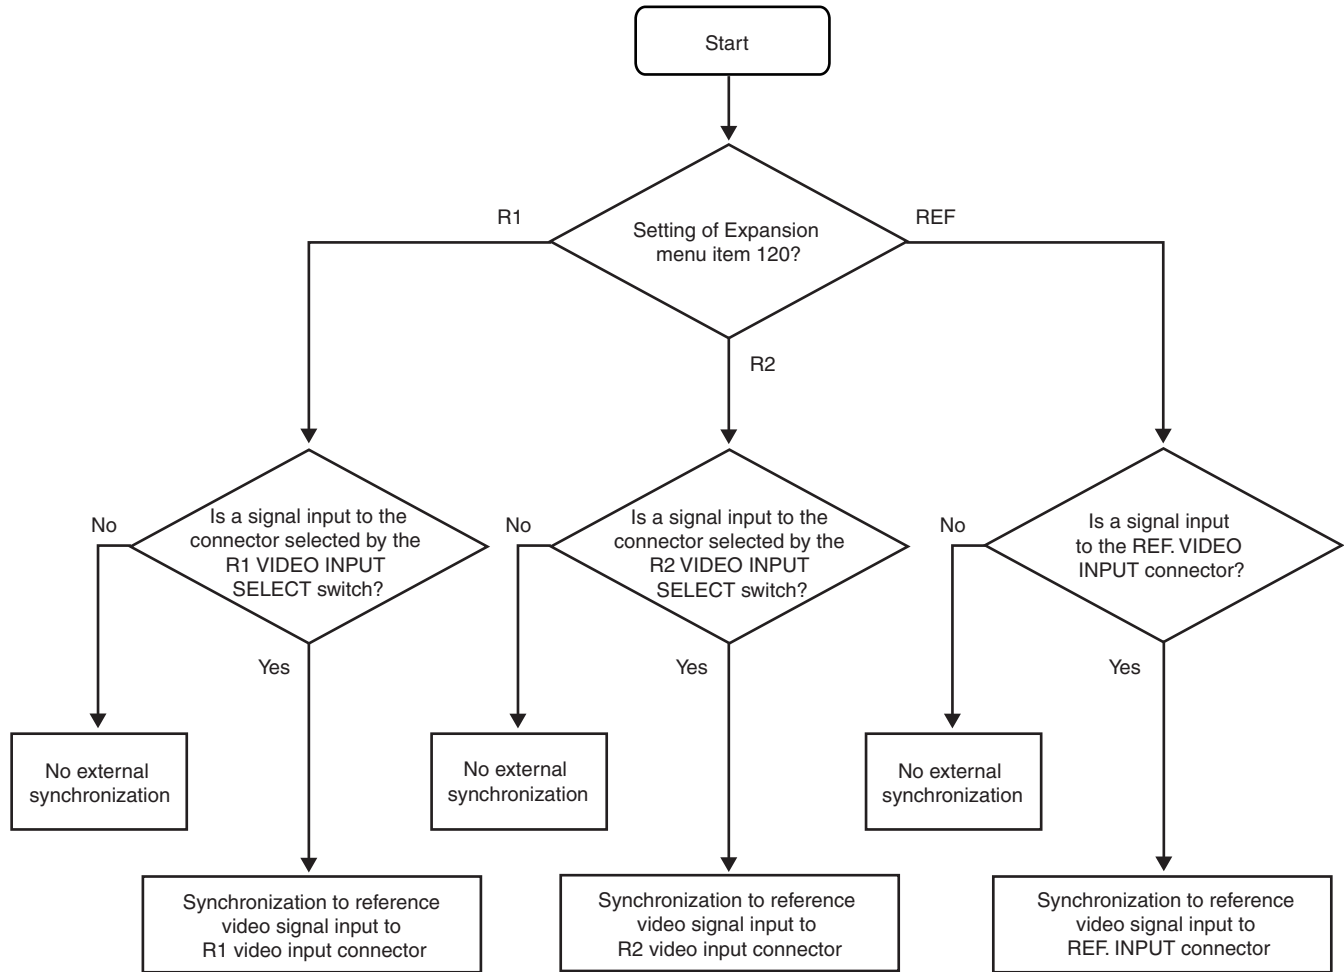 Start
Setting of Expansion
menu item 120?
R1
REF
R2
Is a signal input to the
connector selected by the
R1 VIDEO INPUT
SELECT switch?
No
Yes
Is a signal input to the
connector selected by the
R2 VIDEO INPUT
SELECT switch?
No
Yes
Is a signal input
to the REF. VIDEO
INPUT connector?
No
Yes
No external
synchronization
No external
synchronization
No external
synchronization
Synchronization to reference
video signal input to
R1 video input connector
Synchronization to reference
video signal input to
R2 video input connector
Synchronization to reference
video signal input to
REF. INPUT connector